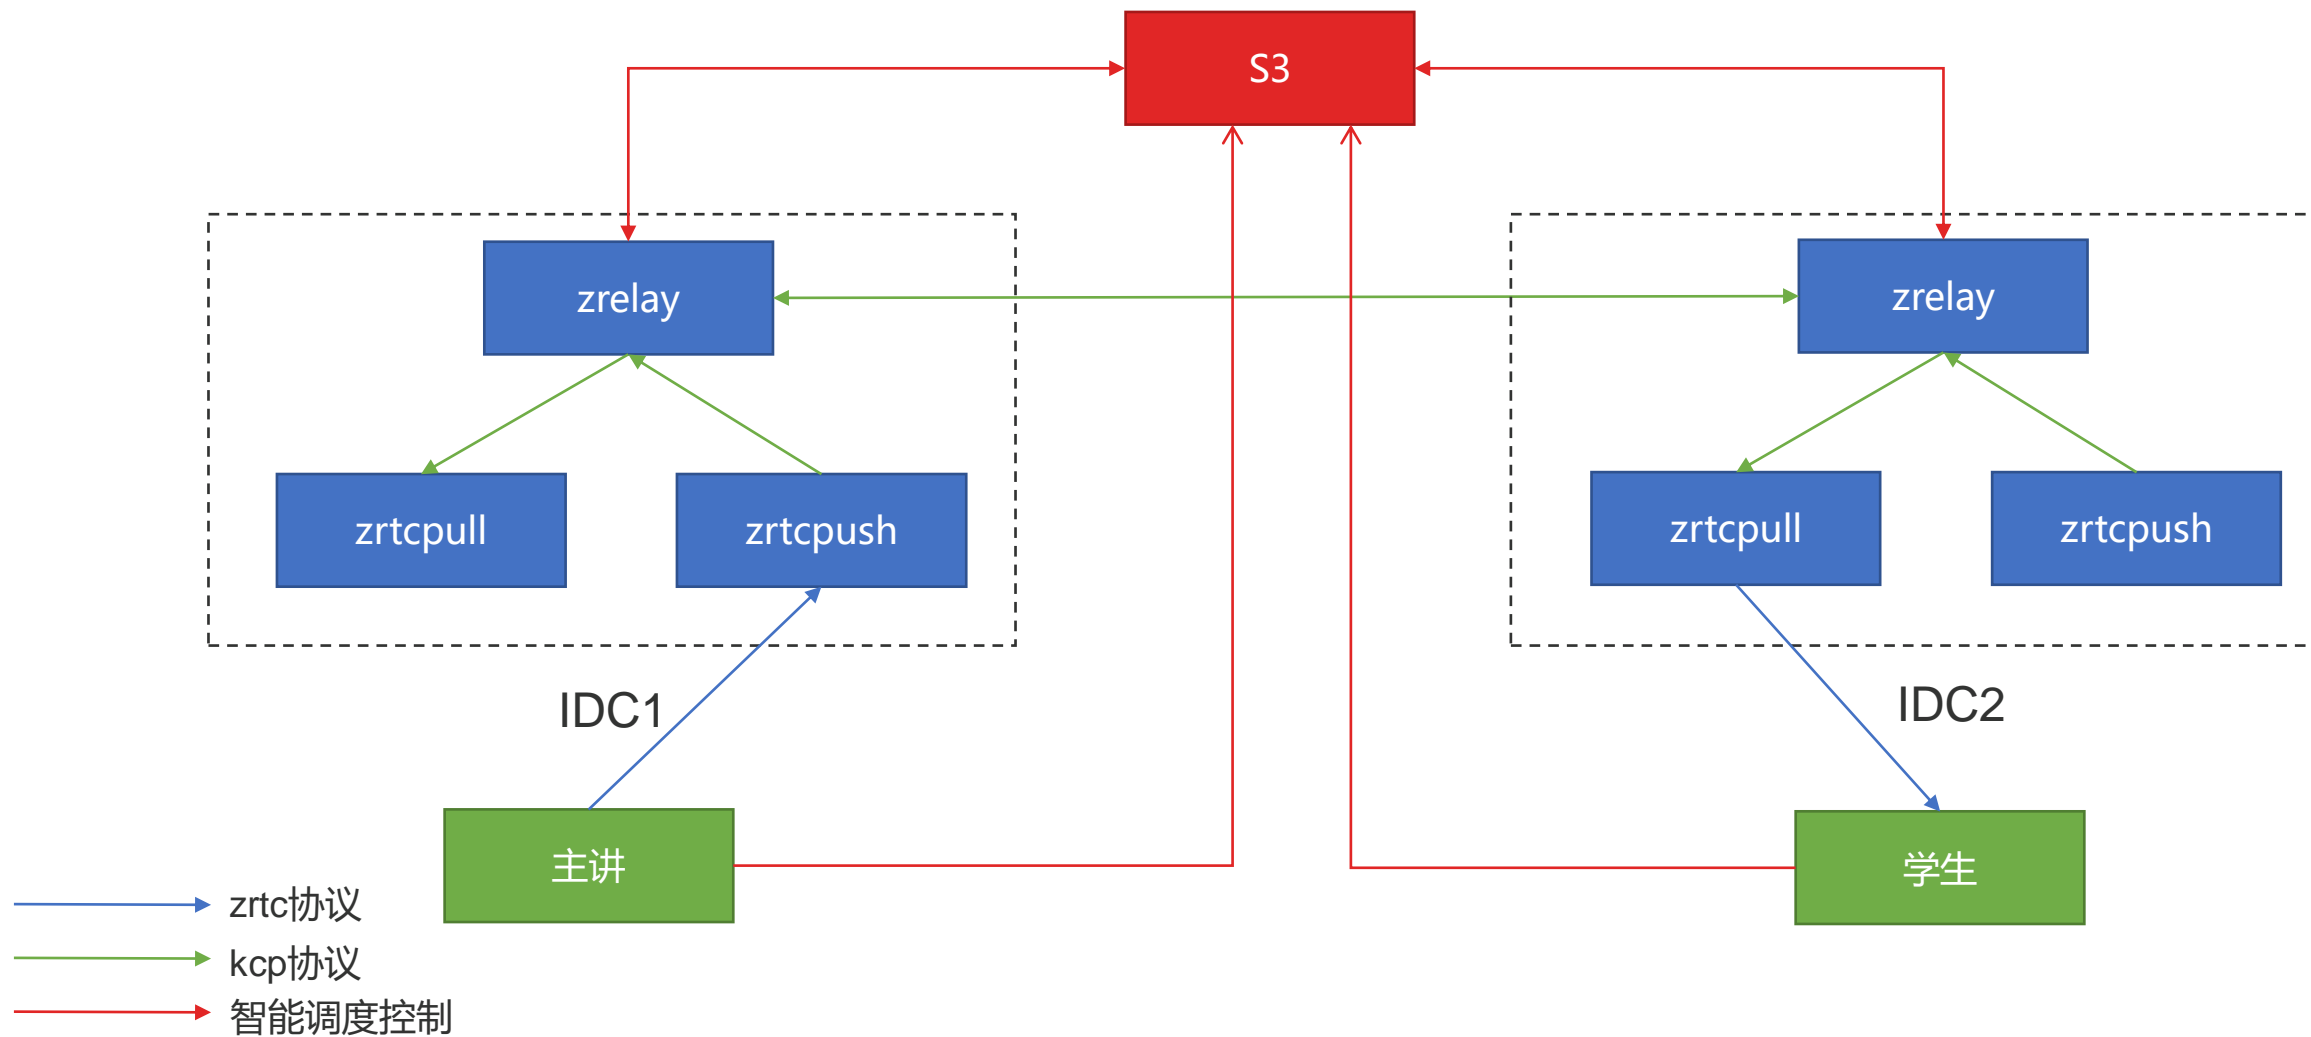 S3
zrelay
zrelay
zrtcpull
zrtcpush
zrtcpull
zrtcpush
IDC1
IDC2
主讲
学生
zrtc协议
kcp协议
智能调度控制